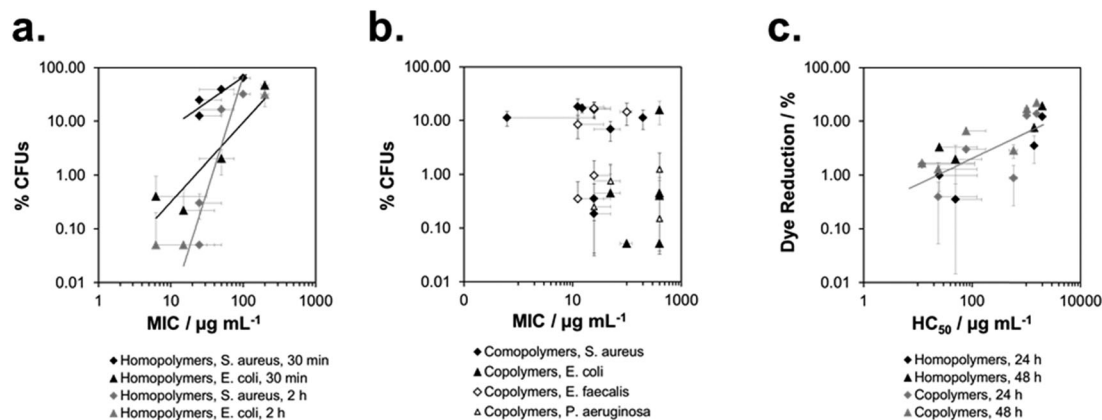 a.
100.00
10.00
1.00
0.10
0.01
% CFUs
1
10
100
1000
MIC / µg mL-1
Homopolymers, S. aureus, 30 min
Homopolymers, E. coli, 30 min
Homopolymers, S. aureus, 2 h
Homopolymers, E. coli, 2 h
b.
100.00
10.00
1.00
0.10
0.01
% CFUs
0
10
1000
MIC / µg mL-1
Comopolymers, S. aureus
Copolymers, E. coli
Copolymers, E. faecalis
Copolymers, P. aeruginosa
c.
100.00
10.00
1.00
0.10
0.01
Dye Reduction / %
1
100
10000
HC50 / µg mL-1
Homopolymers, 24 h
Homopolymers, 48 h
Copolymers, 24 h
Copolymers, 48 h